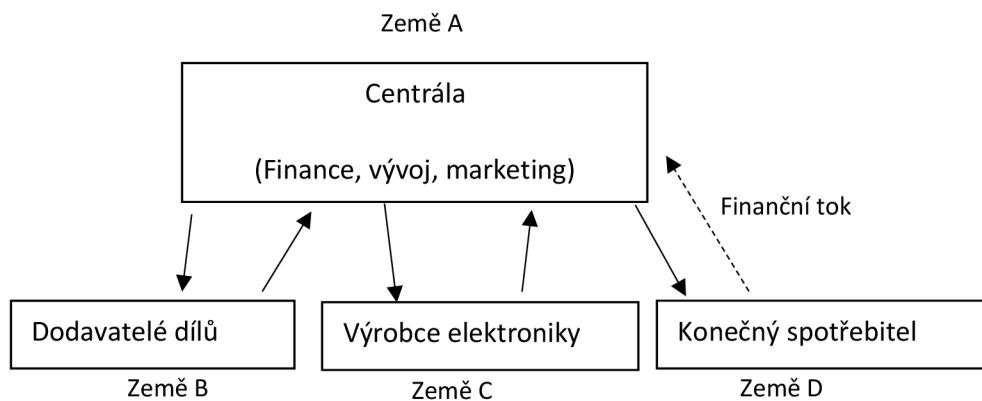 Země A
Centrála
(Finance, vývoj, marketing)
Finanční tok
Dodavatelé dílů
Výrobce elektroniky
Konečný spotřebitel
Země B
Země C
Země D